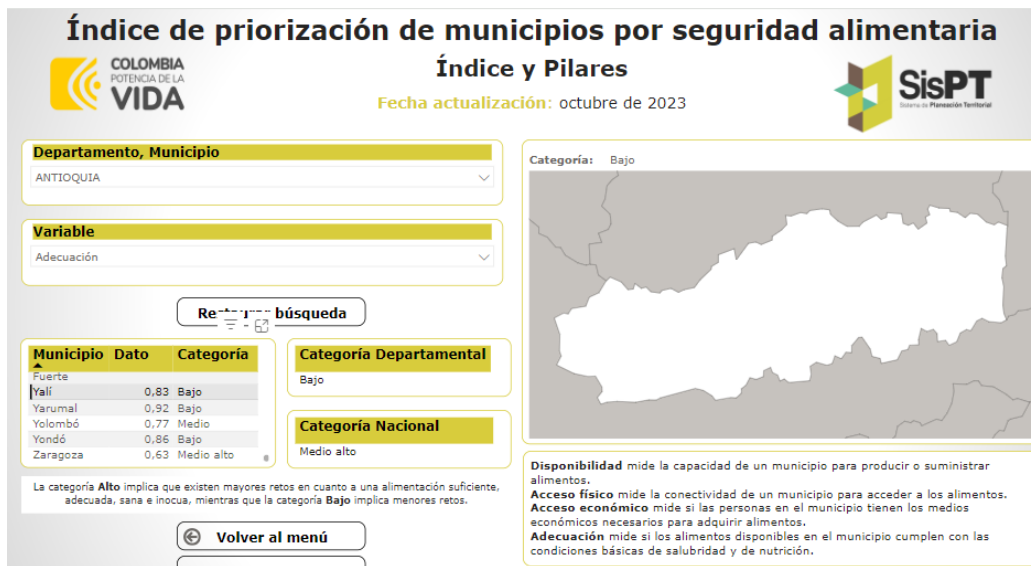 Índice de priorización de municipios por seguridad alimentaria
COLOMBIA
POTENCIA DE LA
VIDA
Índice y Pilares
Fecha actualización: octubre de 2023
SisPT
Sistema de Planeación Territorial
Departamento, Municipio
ANTIOQUIA
Variable
Adecuación
Restaurar búsqueda
Municipio Dato Categoría
Fuerte
Yalí 0,83 Bajo
Yarumal 0,92 Bajo
Yolombó 0,77 Medio
Yondó 0,86 Bajo
Zaragoza 0,63 Medio alto
Categoría Departamental
Bajo
Categoría Nacional
Medio alto
La categoría Alto implica que existen mayores retos en cuanto a una alimentación suficiente,
adecuada, sana e inocua, mientras que la categoría Bajo implica menores retos.
Volver al menú
Categoría: Bajo
Disponibilidad mide la capacidad de un municipio para producir o suministrar
alimentos.
Acceso físico mide la conectividad de un municipio para acceder a los alimentos.
Acceso económico mide si las personas en el municipio tienen los medios
económicos necesarios para adquirir alimentos.
Adecuación mide si los alimentos disponibles en el municipio cumplen con las
condiciones básicas de salubridad y de nutrición.